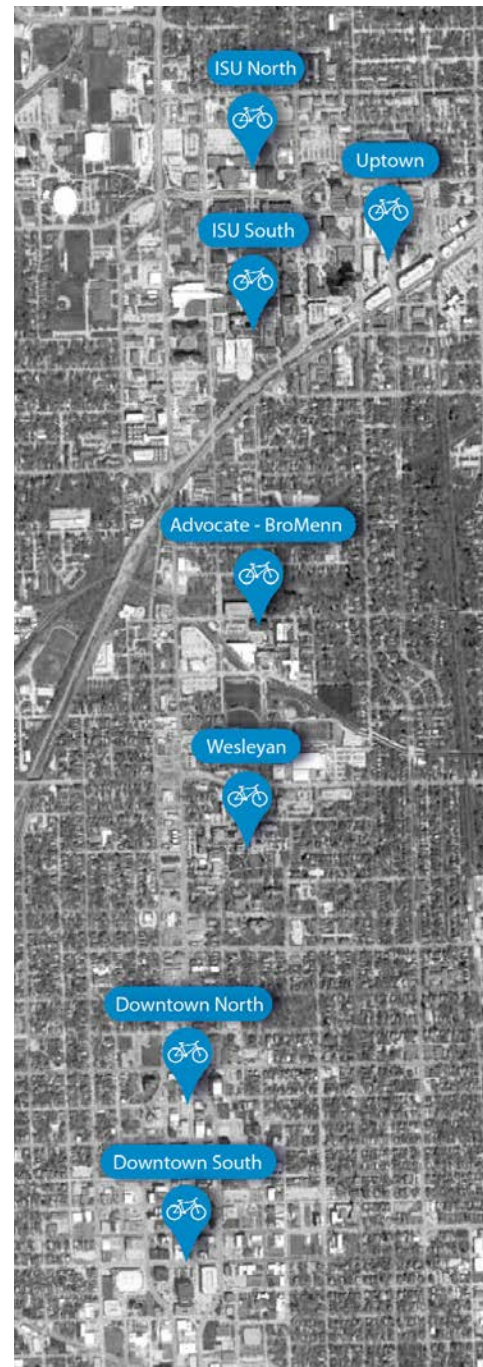 ISU North
Uptown
ISU South
Advocate - BroMenn
Wesleyan
Downtown North
Downtown South